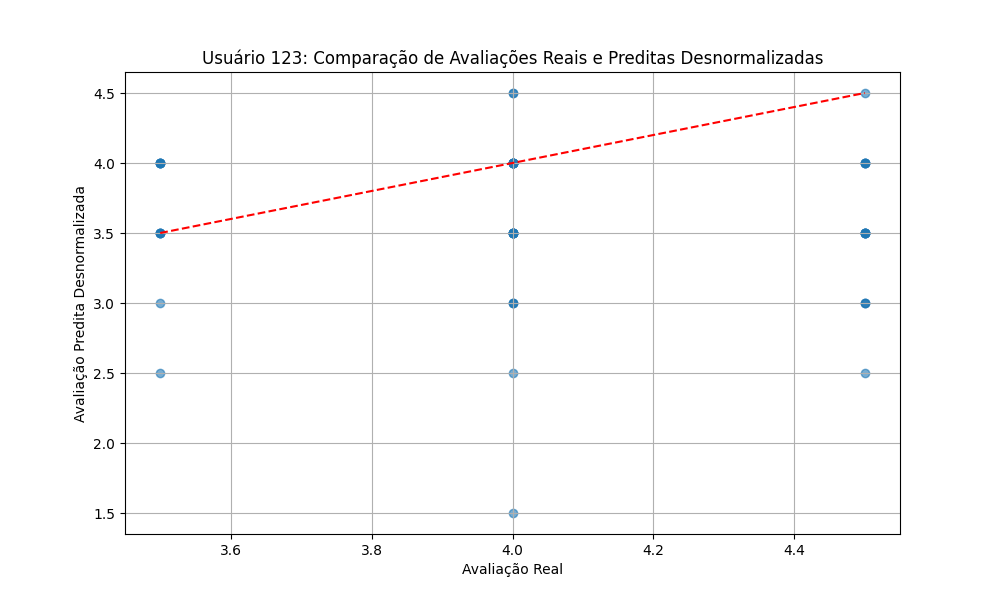 Usuário 123: Comparação de Avaliações Reais e Preditas Desnormalizadas
Avaliação Predita Desnormalizada
4.5
4.0
3.5
3.0
2.5
2.0
1.5
3.6 3.8 4.0 4.2 4.4
Avaliação Real